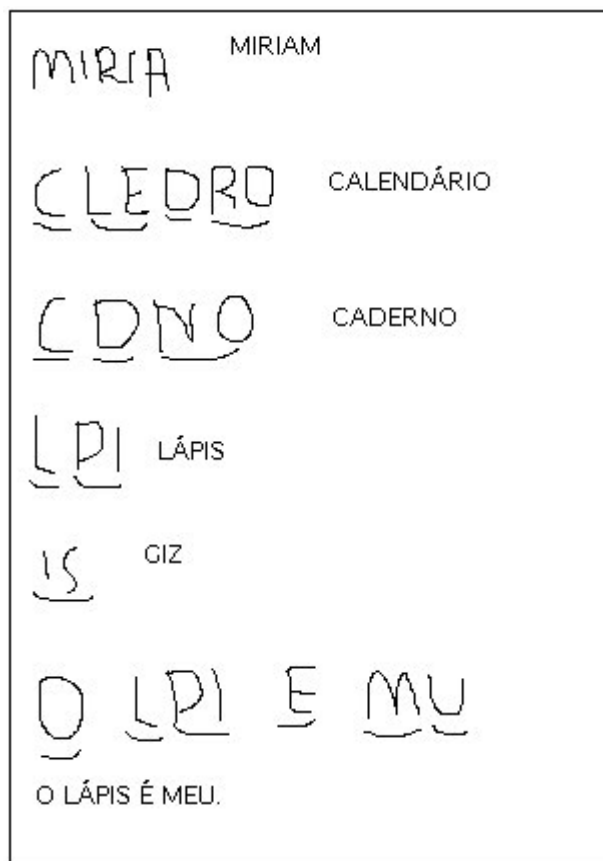 MIRIA MIRIAM
CLEDRO CALENDÁRIO
CDNO CADERNO
LPI LÁPIS
IS GIZ
O LPI E MU
O LÁPIS É MEU.